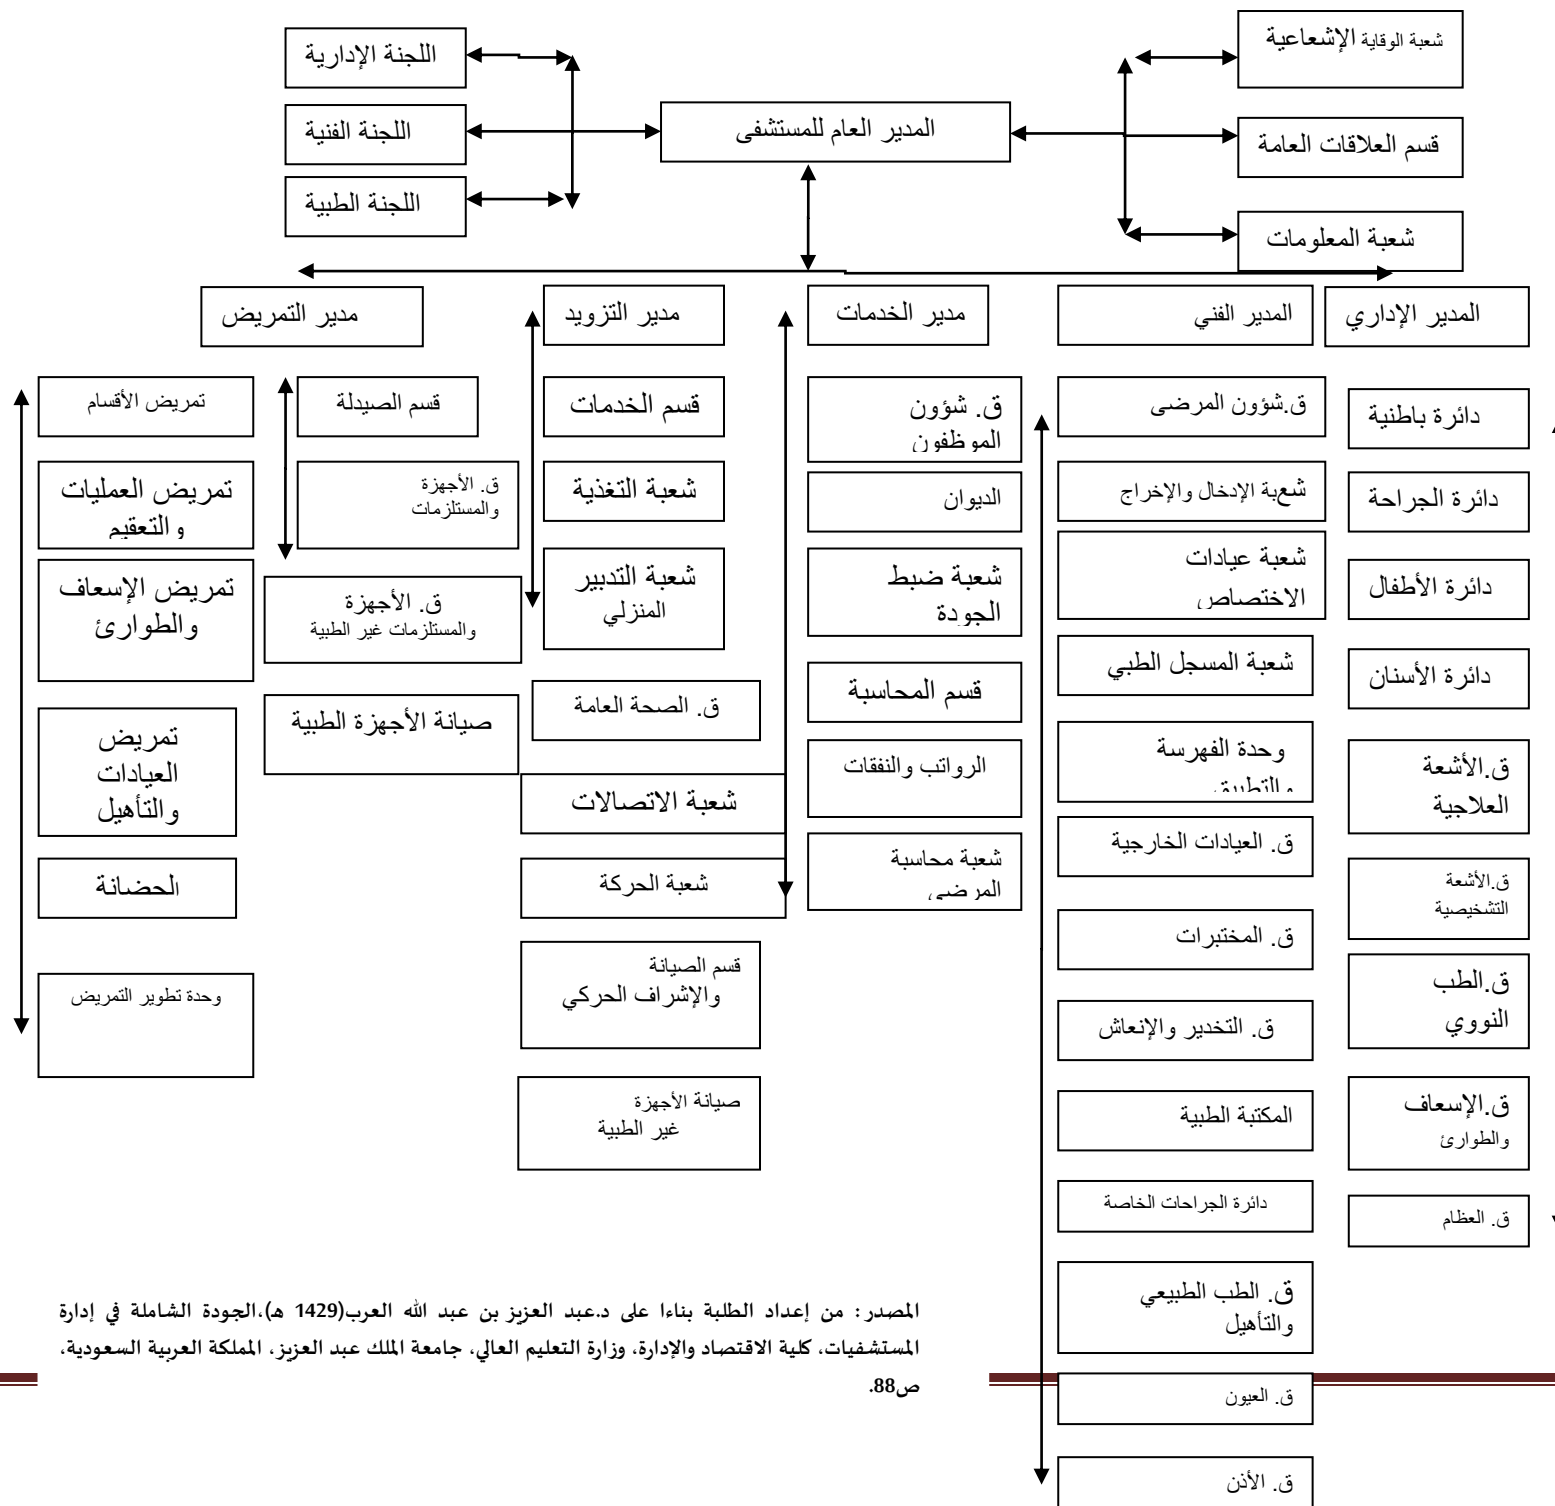 شعبة الوقاية الإشعاعية
اللجنة الإدارية
المدير العام للمستشفى
اللجنة الفنية
قسم العلاقات العامة
اللجنة الطبية
شعبة المعلومات
المدير الإداري
المدير الفني
مدير الخدمات
مدير التزويد
مدير التمريض
دائرة باطنية
دائرة الجراحة
دائرة الأطفال
دائرة الأسنان
ق.الأشعة
العلاجية
ق.الأشعة
التشخيصية
ق.الطب
النووي
ق.الإسعاف
والطوارئ
ق. العظام
ق.شؤون المرضى
شعبة الإدخال والإخراج
شعبة عيادات
الاختصاص
شعبة المسجل الطبي
وحدة الفهرسة
ق. العيادات الخارجية
ق. المختبرات
ق. التخدير والإنعاش
المكتبة الطبية
دائرة الجراحات الخاصة
ق. الطب الطبيعي
والتأهيل
ق. العيون
ق. الأذن
ق. شؤون
الموظفون
الديوان
شعبة ضبط
الجودة
قسم المحاسبة
الرواتب والنفقات
شعبة محاسبة
المرضى
قسم الخدمات
شعبة التغذية
شعبة التدبير
المنزلي
ق. الصحة العامة
شعبة الاتصالات
شعبة الحركة
قسم الصيانة
والإشراف الحركي
صيانة الأجهزة
غير الطبية
قسم الصيدلة
ق. الأجهزة
والمستلزمات
ق. الأجهزة
والمستلزمات غير الطبية
صيانة الأجهزة الطبية
تمريض الأقسام
تمريض العمليات
والتعقيم
تمريض الإسعاف
والطوارئ
تمريض
العيادات
والتأهيل
الحضانة
وحدة تطوير التمريض
المصدر: من إعداد الطلبة بناءا على د.عبد العزيز بن عبد الله العرب(1429 هـ)،الجودة الشاملة في إدارة
المستشفيات، كلية الاقتصاد والإدارة، وزارة التعليم العالي، جامعة الملك عبد العزيز، المملكة العربية السعودية،
ص88.